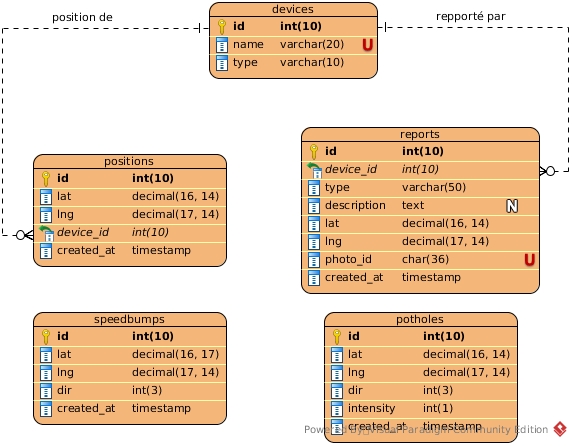 devices
position de
repporté par
id int(10)
name varchar(20) U
type varchar(10)
positions
id int(10)
lat decimal(16, 14)
lng decimal(17, 14)
device_id int(10)
created_at timestamp
reports
id int(10)
device_id int(10)
type varchar(50)
description text N
lat decimal(16, 14)
lng decimal(17, 14)
photo_id char(36) U
created_at timestamp
speedbumps
id int(10)
lat decimal(16, 17)
lng decimal(17, 14)
dir int(3)
created_at timestamp
potholes
id int(10)
lat decimal(16, 14)
lng decimal(17, 14)
dir int(3)
intensity int(1)
created_at timestamp
Powered By Visual Paradigm Community Edition